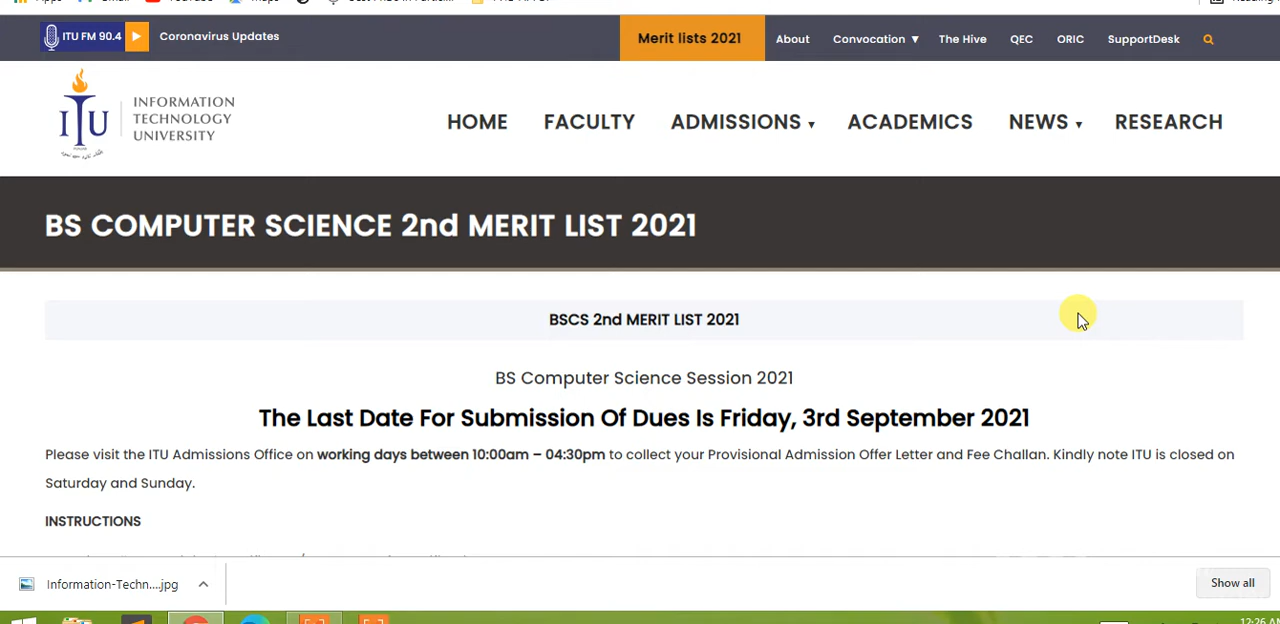 ITU FM 90.4
Coronavirus Updates
Merit lists 2021
About
Convocation ▼
The Hive
QEC
ORIC
SupportDesk
ITU
INFORMATION
TECHNOLOGY
UNIVERSITY
HOME
FACULTY
ADMISSIONS ▾
ACADEMICS
NEWS ▾
RESEARCH
BS COMPUTER SCIENCE 2nd MERIT LIST 2021
BSCS 2nd MERIT LIST 2021
BS Computer Science Session 2021
The Last Date For Submission Of Dues Is Friday, 3rd September 2021
Please visit the ITU Admissions Office on working days between 10:00am – 04:30pm to collect your Provisional Admission Offer Letter and Fee Challan. Kindly note ITU is closed on
Saturday and Sunday.
INSTRUCTIONS
Information-Techn....jpg
Show all
12:26 AM